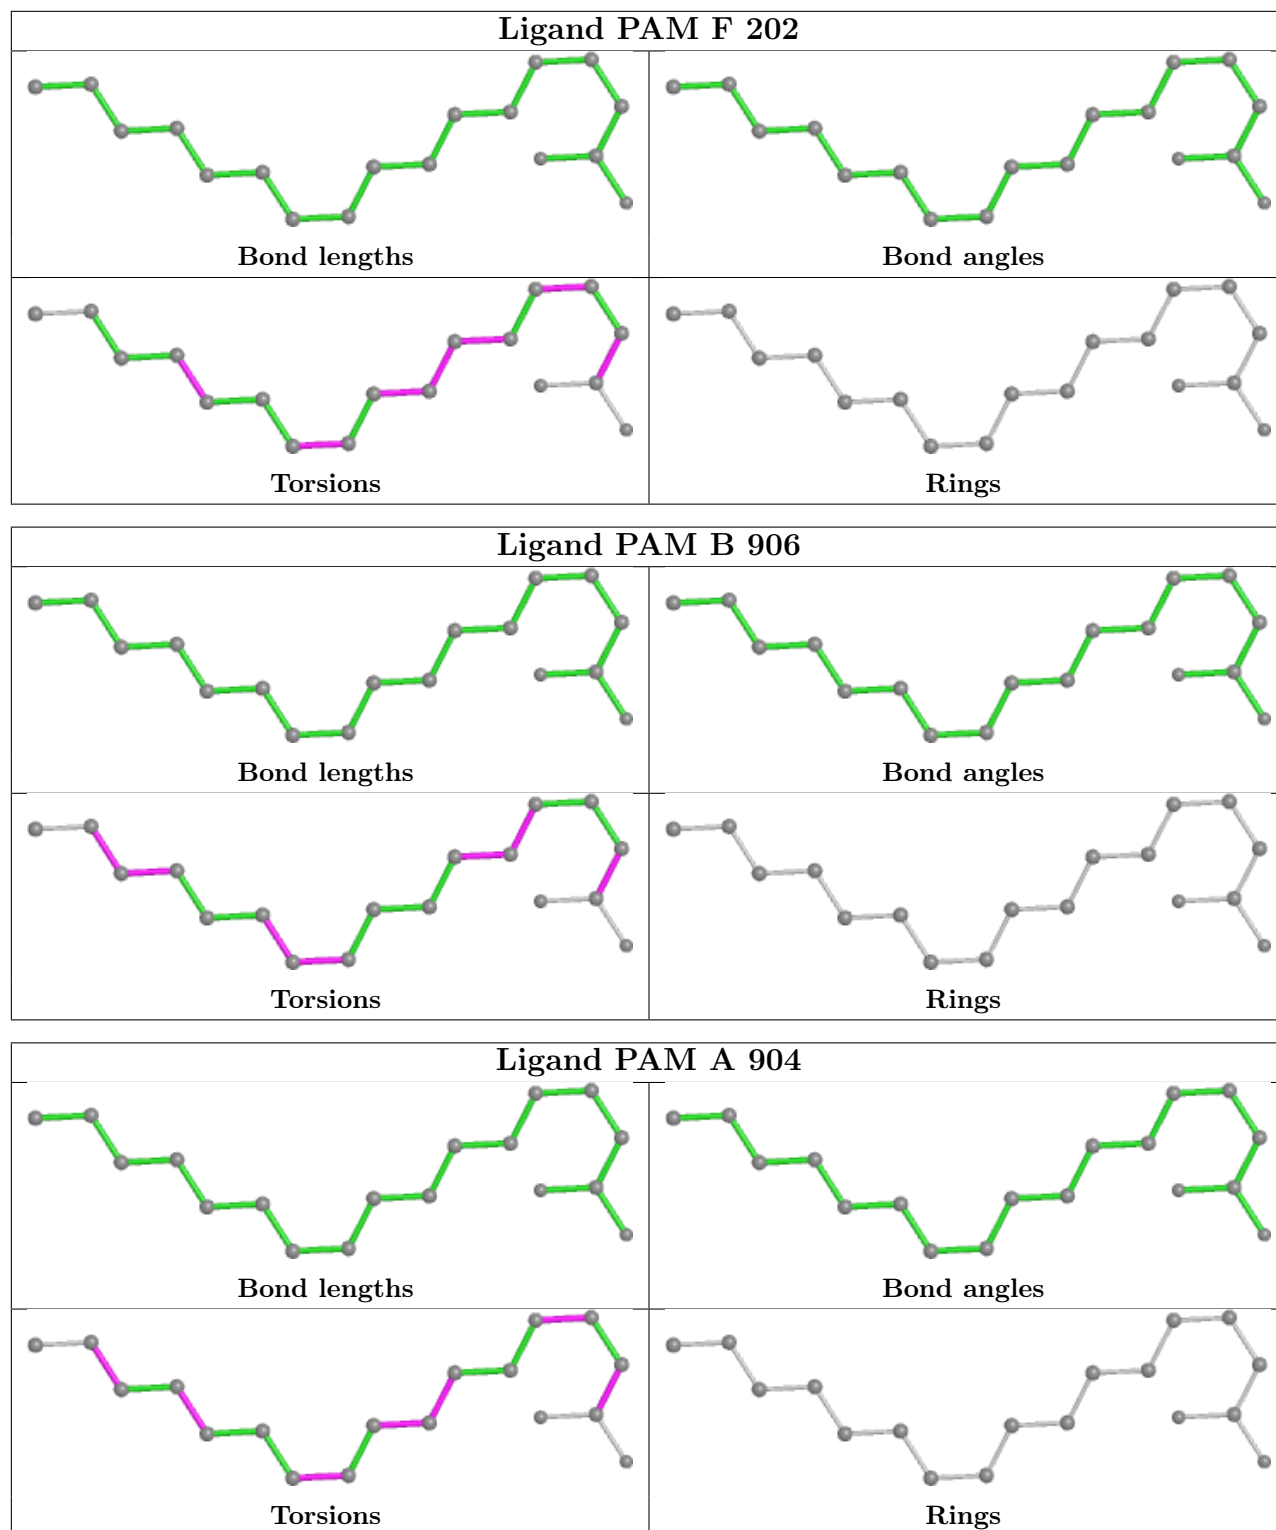 Ligand PAM F 202
Bond lengths
Bond angles
Torsions
Rings
Ligand PAM B 906
Bond lengths
Bond angles
Torsions
Rings
Ligand PAM A 904
Bond lengths
Bond angles
Torsions
Rings